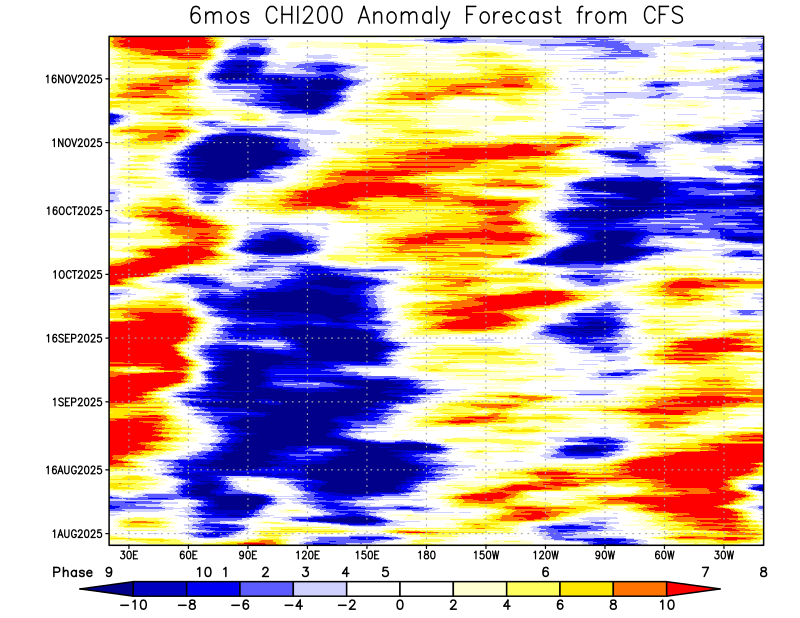 6mos CHI200 Anomaly Forecast from CFS
16NOV2025
1NOV2025
16OCT2025
1OCT2025
16SEP2025
1SEP2025
16AUG2025
1AUG2025
30E 60E 90E 120E 150E 180 150W 120W 90W 60W 30W
Phase 9 10 1 2 3 4 5 6 7 8
-10 -8 -6 -4 -2 0 2 4 6 8 10